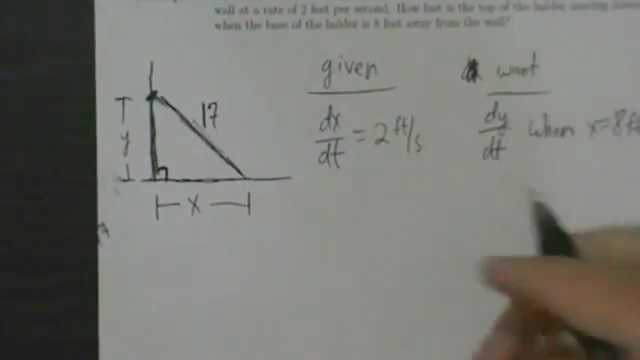 wall at a rate of 2 feet per second. How fast is the top of the ladder moving down
when the base of the ladder is 8 feet away from the wall?
given
want
17
y
x
dx/dt = 2 ft/s
dy/dt when x=8ft